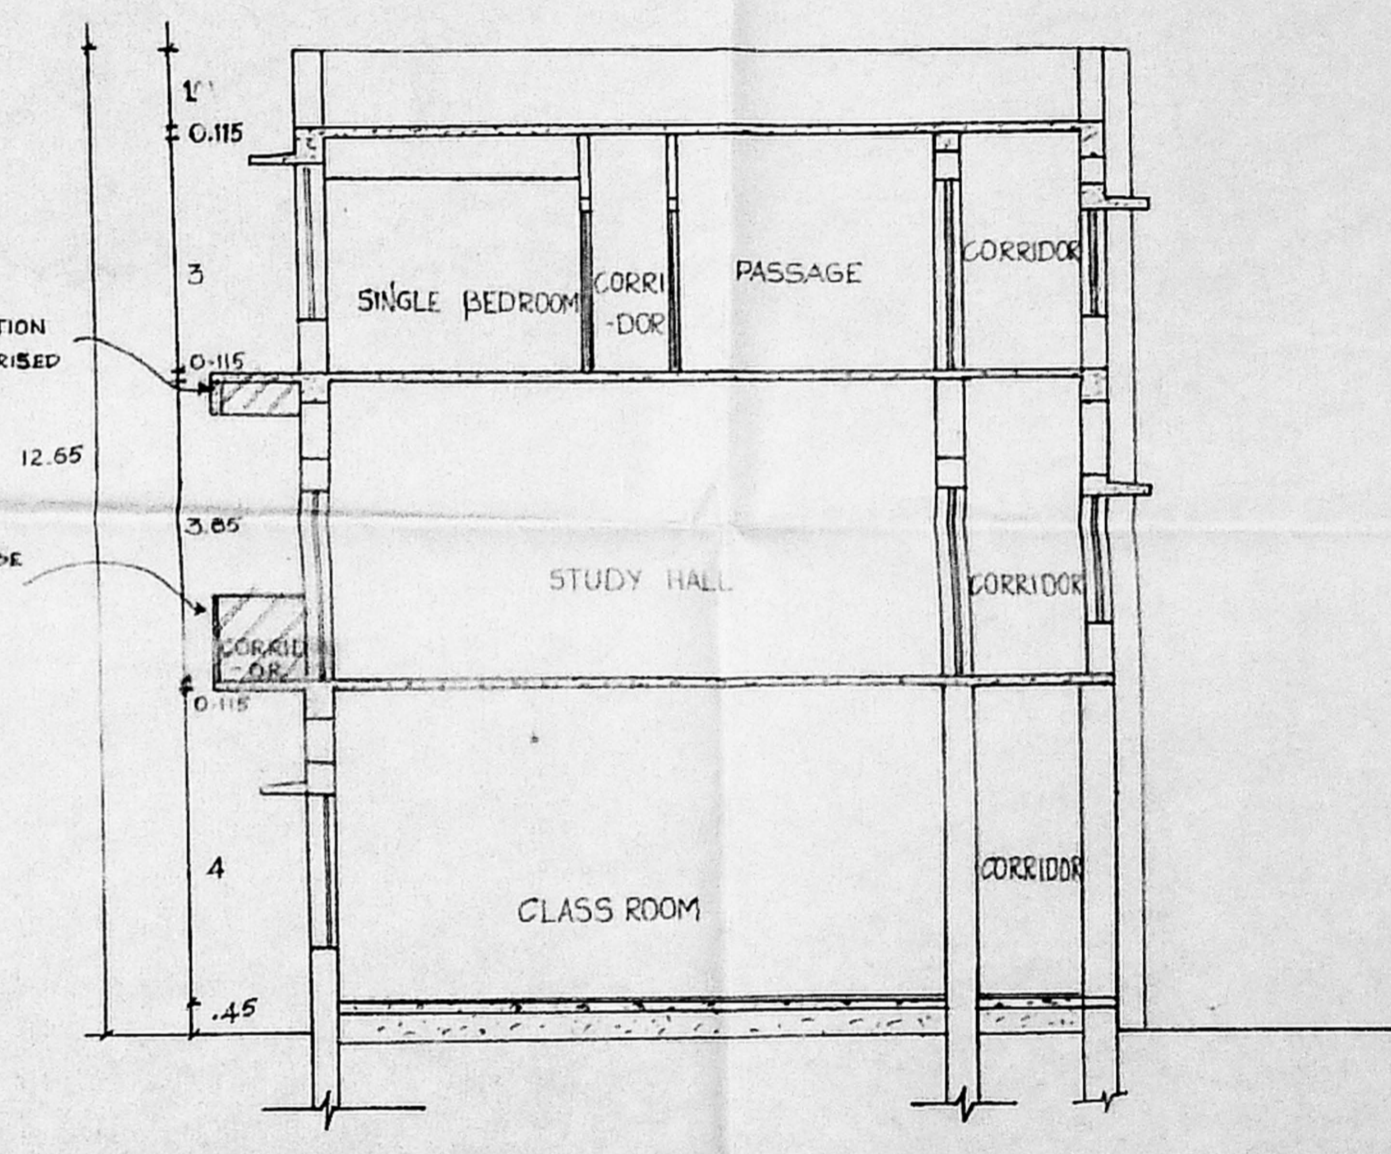 1
0.115
3
SINGLE BEDROOM
CORRI
-DOR
PASSAGE
CORRIDOR
TION
RISED
0.115
12.65
3.85
STUDY HALL
CORRIDOR
DE
CORRID
-OR
0.115
4
CLASS ROOM
CORRIDOR
.45